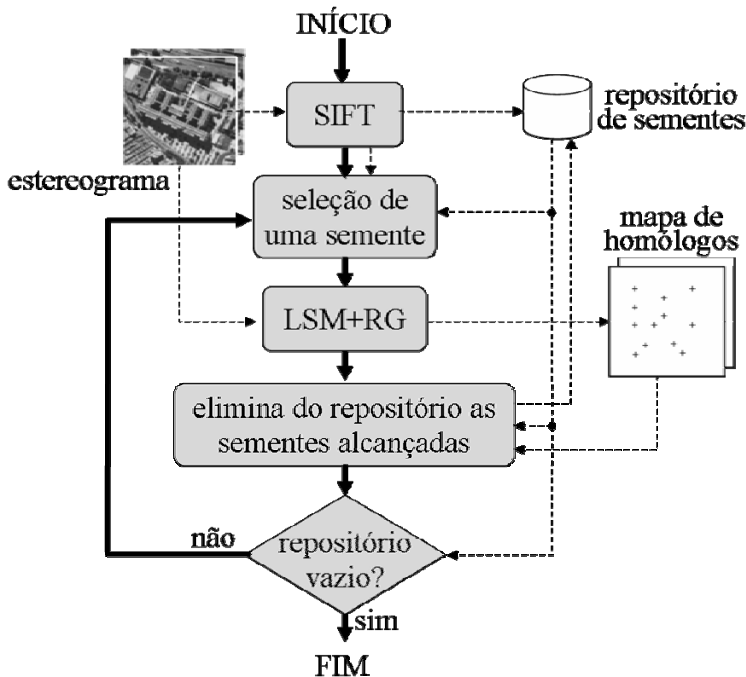 INÍCIO
SIFT
repositório
de sementes
estereograma
seleção de
uma semente
mapa de
homólogos
LSM+RG
elimina do repositório as
sementes alcançadas
não
repositório
vazio?
sim
FIM